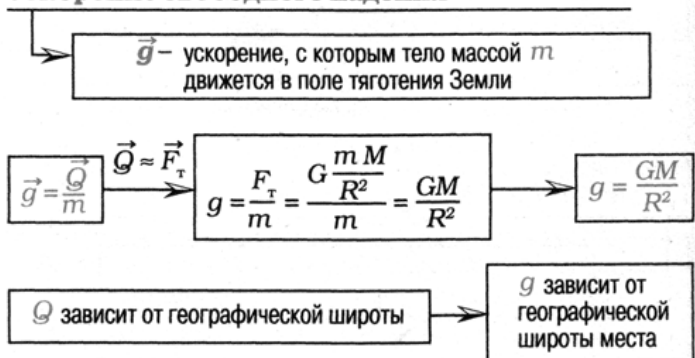 g⃗ – ускорение, с которым тело массой m
движется в поле тяготения Земли
g⃗ = Q⃗/m
Q⃗ ≈ F⃗т
g = Fт/m = (G mM/R²)/m = GM/R²
g = GM/R²
Q зависит от географической широты
g зависит от
географической
широты места